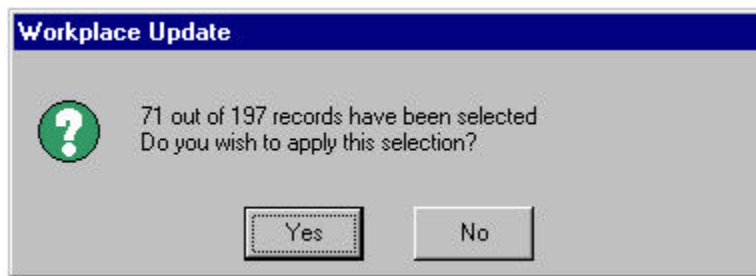 Workplace Update
71 out of 197 records have been selected
Do you wish to apply this selection?
Yes
No